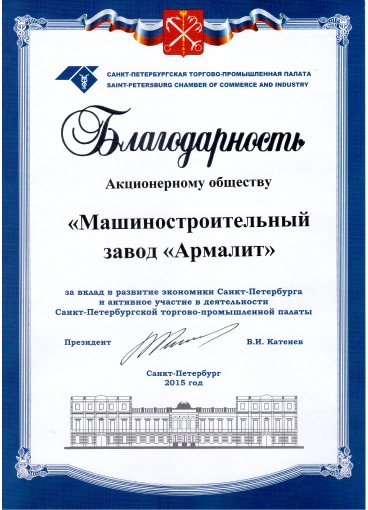 САНКТ-ПЕТЕРБУРГСКАЯ ТОРГОВО-ПРОМЫШЛЕННАЯ ПАЛАТА
SAINT-PETERSBURG CHAMBER OF COMMERCE AND INDUSTRY
Благодарность
Акционерному обществу
«Машиностроительный
завод «Армалит»
за вклад в развитие экономики Санкт-Петербурга
и активное участие в деятельности
Санкт-Петербургской торгово-промышленной палаты
Президент В.И. Катенев
Санкт-Петербург
2015 год